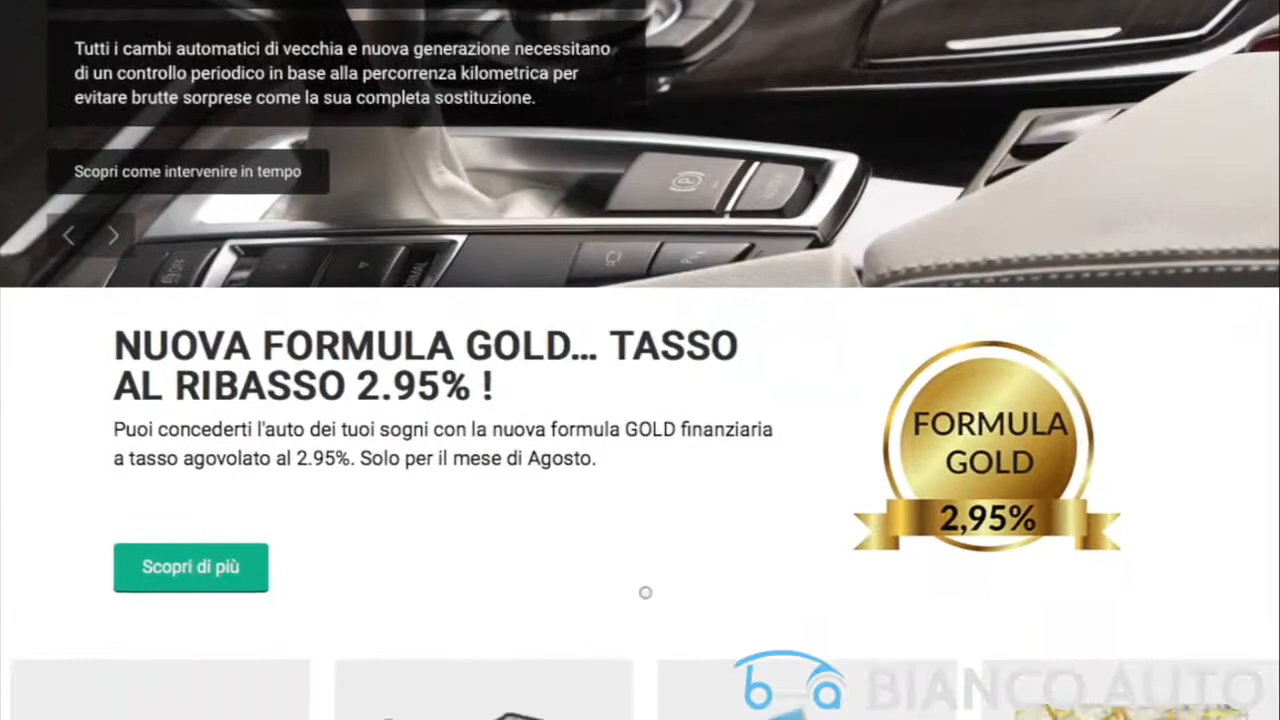 Tutti i cambi automatici di vecchia e nuova generazione necessitano
di un controllo periodico in base alla percorrenza kilometrica per
evitare brutte sorprese come la sua completa sostituzione.
Scopri come intervenire in tempo
NUOVA FORMULA GOLD... TASSO
AL RIBASSO 2.95% !
Puoi concederti l'auto dei tuoi sogni con la nuova formula GOLD finanziaria
a tasso agovolato al 2.95%. Solo per il mese di Agosto.
FORMULA
GOLD
2,95%
Scopri di più
ba BIANCO AUTO